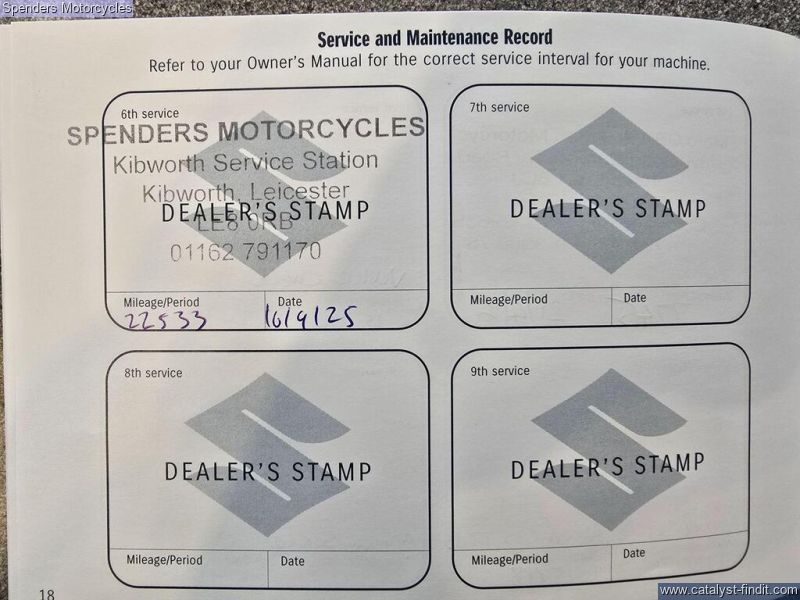 Spenders Motorcycles
Service and Maintenance Record
Refer to your Owner's Manual for the correct service interval for your machine.
6th service
SPENDERS MOTORCYCLES
Kibworth Service Station
Kibworth, Leicester
DEALER'S STAMP
LE8 0RB
01162 791170
Mileage/Period
Date
22533
16/9/25
7th service
DEALER'S STAMP
Mileage/Period
Date
8th service
DEALER'S STAMP
Mileage/Period
Date
9th service
DEALER'S STAMP
Mileage/Period
Date
18
www.catalyst-findit.com